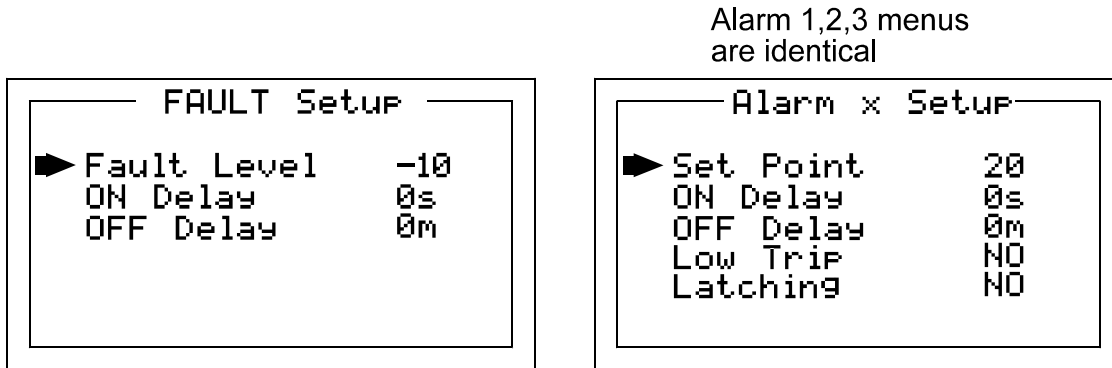 Alarm 1,2,3 menus
are identical
FAULT Setup
Fault Level -10
ON Delay 0s
OFF Delay 0m
Alarm x Setup
Set Point 20
ON Delay 0s
OFF Delay 0m
Low Trip NO
Latching NO